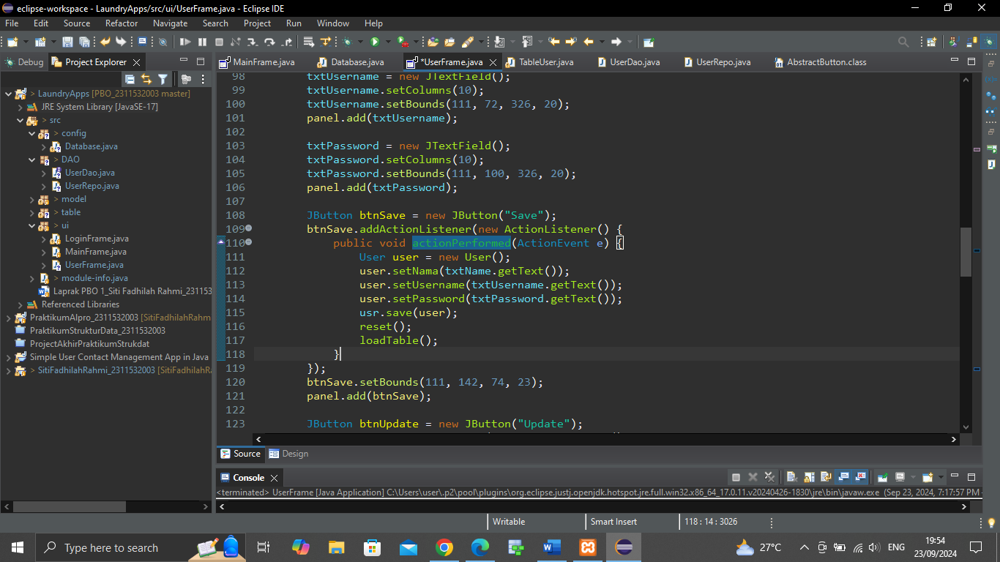 eclipse-workspace - LaundryApps/src/ui/UserFrame.java - Eclipse IDE
File Edit Source Refactor Navigate Search Project Run Window Help
Debug Project Explorer
MainFrame.java Database.java *UserFrame.java TableUser.java UserDao.java UserRepo.java AbstractButton.class
> LaundryApps [PBO_2311532003 master]
JRE System Library [JavaSE-17]
> src
> config
> Database.java
> DAO
UserDao.java
UserRepo.java
> model
> table
> ui
> LoginFrame.java
> MainFrame.java
> UserFrame.java
> module-info.java
Laprak PBO 1_Siti Fadhilah Rahmi_231153
Referenced Libraries
PraktikumAlpro_2311532003 [SitiFadhilahRahm
PraktikumStrukturData_2311532003
ProjectAkhirPraktikumStrukdat
Simple User Contact Management App in Java
> SitiFadhilahRahmi_2311532003 [SitiFadhilahRa
98 txtUsername = new JTextField();
99 txtUsername.setColumns(10);
100 txtUsername.setBounds(111, 72, 326, 20);
101 panel.add(txtUsername);
102
103 txtPassword = new JTextField();
104 txtPassword.setColumns(10);
105 txtPassword.setBounds(111, 100, 326, 20);
106 panel.add(txtPassword);
107
108 JButton btnSave = new JButton("Save");
109 btnSave.addActionListener(new ActionListener() {
110 public void actionPerformed(ActionEvent e) {
111 User user = new User();
112 user.setNama(txtName.getText());
113 user.setUsername(txtUsername.getText());
114 user.setPassword(txtPassword.getText());
115 usr.save(user);
116 reset();
117 loadTable();
118 }
119 });
120 btnSave.setBounds(111, 142, 74, 23);
121 panel.add(btnSave);
122
123 JButton btnUpdate = new JButton("Update");
Source Design
Console
<terminated> UserFrame [Java Application] C:\Users\user\.p2\pool\plugins\org.eclipse.justj.openjdk.hotspot.jre.full.win32.x86_64_17.0.11.v20240426-1830\jre\bin\javaw.exe (Sep 23, 2024, 7:17:57 PM -
Writable Smart Insert 118 : 14 : 3026
Type here to search
27°C ENG 19:54
23/09/2024